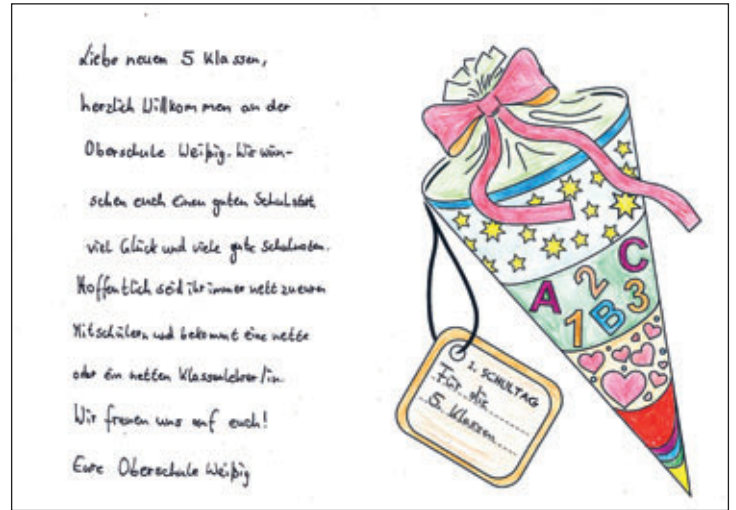 Liebe neuen 5 Klassen,
herzlich Willkommen an der
Oberschule Weißig. Wir wün-
schen euch einen guten Schulstart
viel Glück und viele gute Schulnoten.
Hoffentlich seid ihr immer nett zu euren
Mitschülern und bekommt eine nette
oder ein netten Klassenlehrer/in.
Wir freuen uns auf euch!
Eure Oberschule Weißig
A 2 C
1 B 3
1. SCHULTAG
Für die
5. Klassen